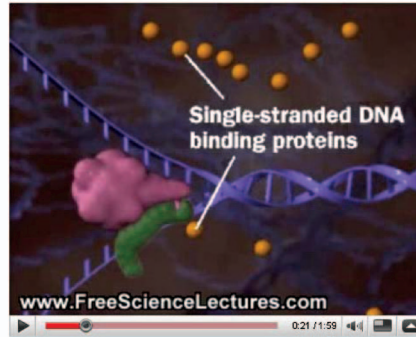 Single-stranded DNA
binding proteins
www.FreeScienceLectures.com
0:21 / 1:59